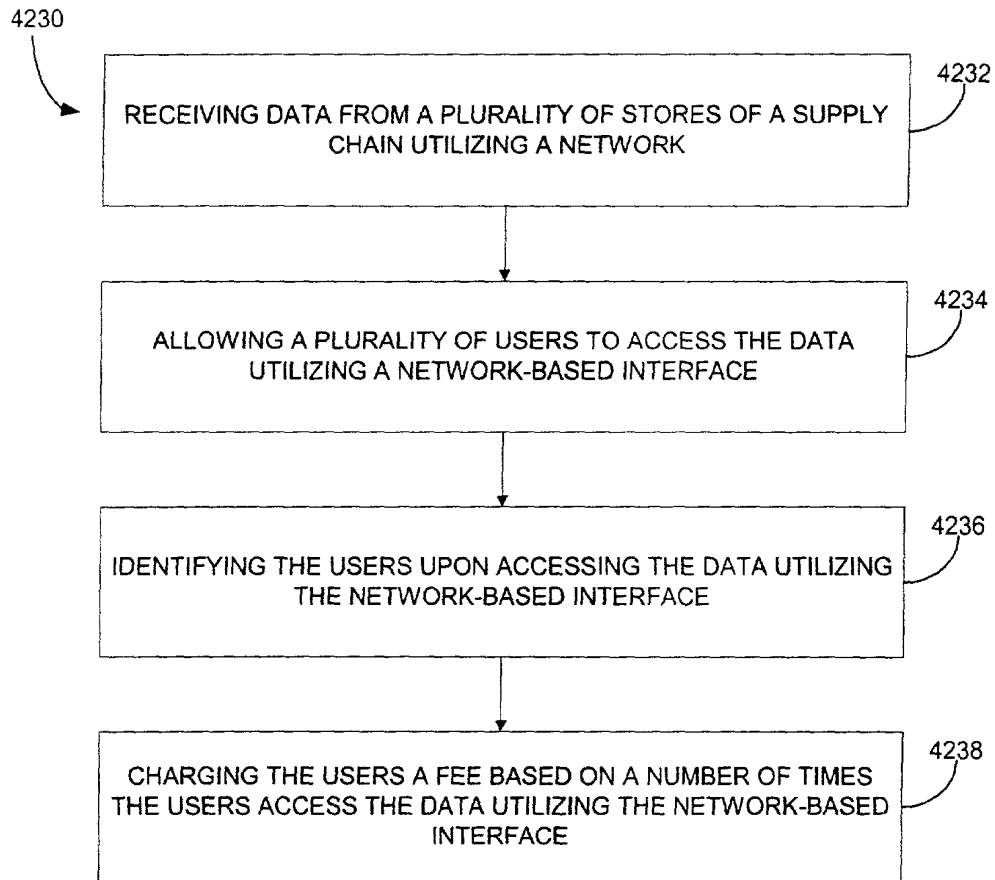 4230
4232
RECEIVING DATA FROM A PLURALITY OF STORES OF A SUPPLY
CHAIN UTILIZING A NETWORK
4234
ALLOWING A PLURALITY OF USERS TO ACCESS THE DATA
UTILIZING A NETWORK-BASED INTERFACE
4236
IDENTIFYING THE USERS UPON ACCESSING THE DATA UTILIZING
THE NETWORK-BASED INTERFACE
4238
CHARGING THE USERS A FEE BASED ON A NUMBER OF TIMES
THE USERS ACCESS THE DATA UTILIZING THE NETWORK-BASED
INTERFACE